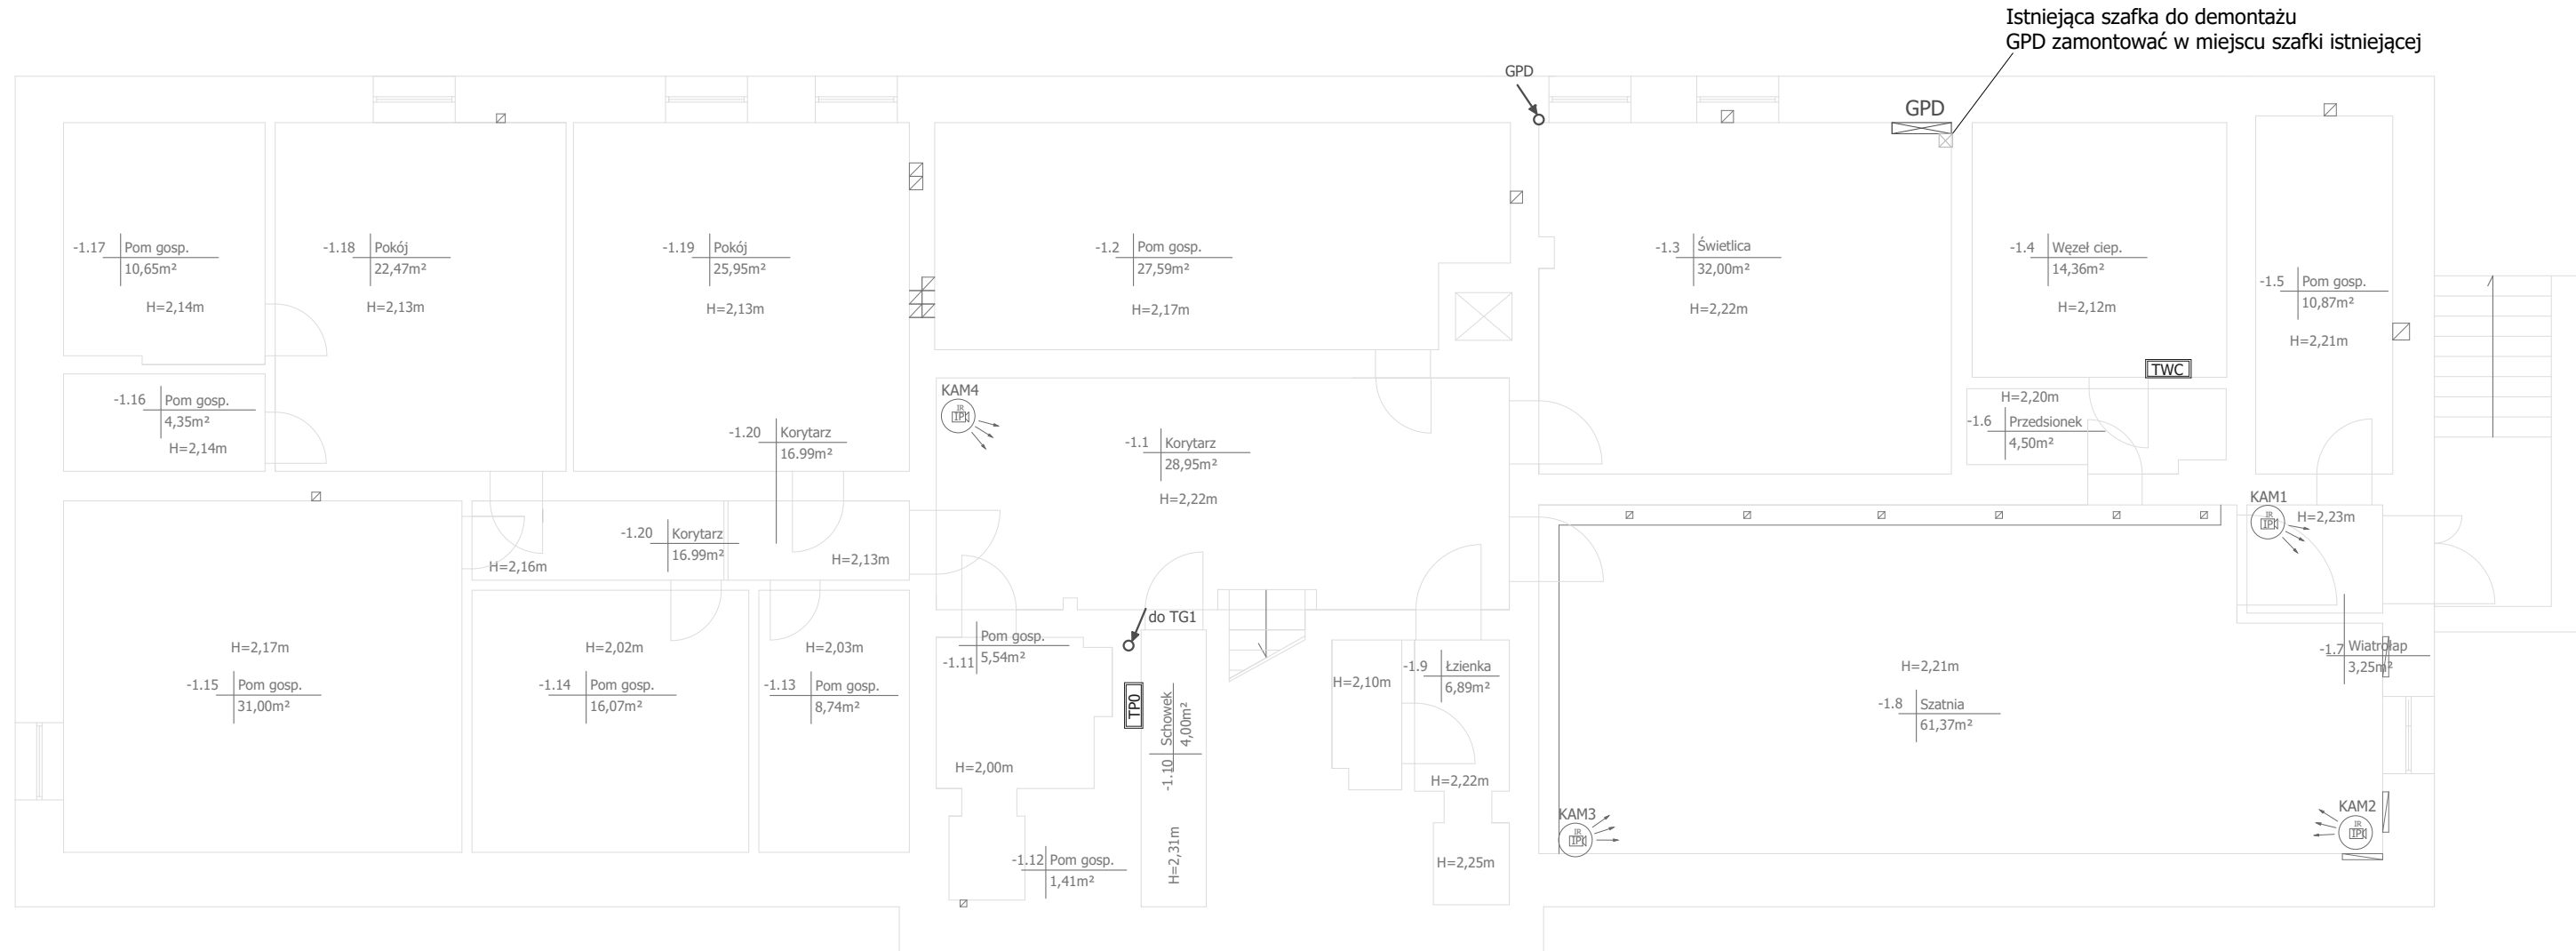 Istniejąca szafka do demontażu
GPD zamontować w miejscu szafki istniejącej
GPD
GPD
-1.17 Pom gosp.
10,65m²
H=2,14m
-1.18 Pokój
22,47m²
H=2,13m
-1.19 Pokój
25,95m²
H=2,13m
-1.2 Pom gosp.
27,59m²
H=2,17m
-1.3 Świetlica
32,00m²
H=2,22m
-1.4 Węzeł ciep.
14,36m²
H=2,12m
-1.5 Pom gosp.
10,87m²
H=2,21m
TWC
-1.16 Pom gosp.
4,35m²
H=2,14m
-1.20 Korytarz
16.99m²
KAM4
IR
IP
-1.1 Korytarz
28,95m²
H=2,22m
H=2,20m
-1.6 Przedsionek
4,50m²
KAM1
IR
IP
H=2,23m
-1.20 Korytarz
16.99m²
H=2,16m
H=2,13m
do TG1
H=2,17m
-1.15 Pom gosp.
31,00m²
H=2,02m
-1.14 Pom gosp.
16,07m²
H=2,03m
-1.13 Pom gosp.
8,74m²
Pom gosp.
-1.11 5,54m²
H=2,00m
TP0
-1.10 Schowek
4,00m²
H=2,31m
H=2,10m
-1.9 Łzienka
6,89m²
H=2,22m
H=2,25m
H=2,21m
-1.8 Szatnia
61,37m²
-1.7 Wiatrołap
3,25m²
KAM3
IR
IP
KAM2
IR
IP
-1.12 Pom gosp.
1,41m²